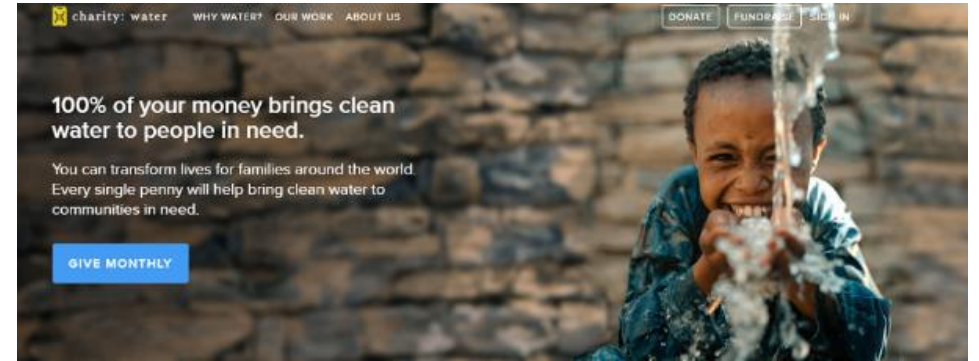 charity: water WHY WATER? OUR WORK ABOUT US DONATE FUNDRAISE SIGN IN
100% of your money brings clean
water to people in need.
You can transform lives for families around the world.
Every single penny will help bring clean water to
communities in need.
GIVE MONTHLY